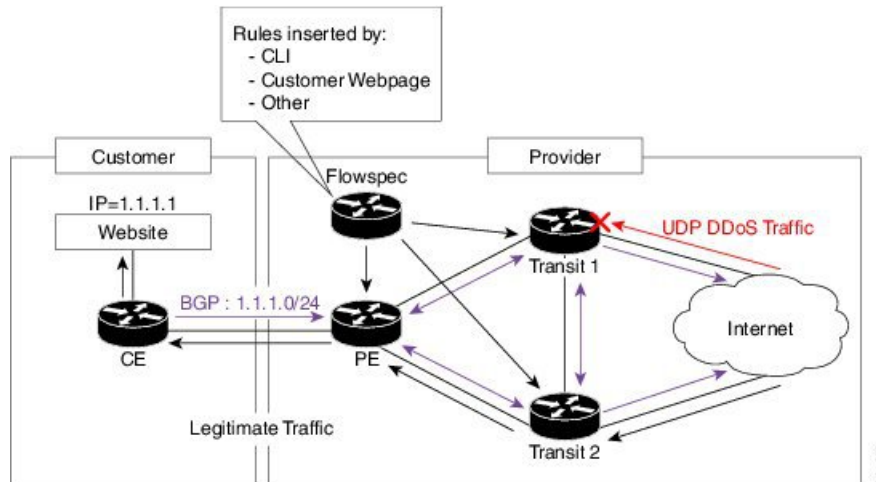 Rules inserted by:
- CLI
- Customer Webpage
- Other
Customer
Provider
Flowspec
IP=1.1.1.1
Website
UDP DDoS Traffic
Transit 1
BGP : 1.1.1.0/24
Internet
CE
PE
Legitimate Traffic
Transit 2